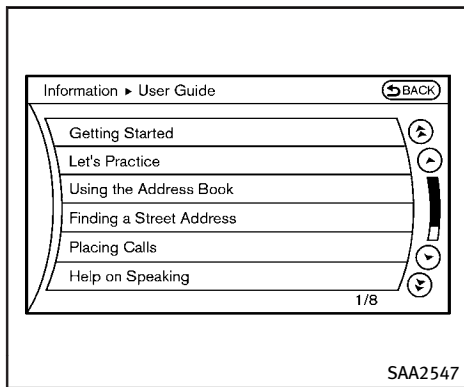 Information ▶ User Guide
BACK
Getting Started
Let's Practice
Using the Address Book
Finding a Street Address
Placing Calls
Help on Speaking
1/8
SAA2547